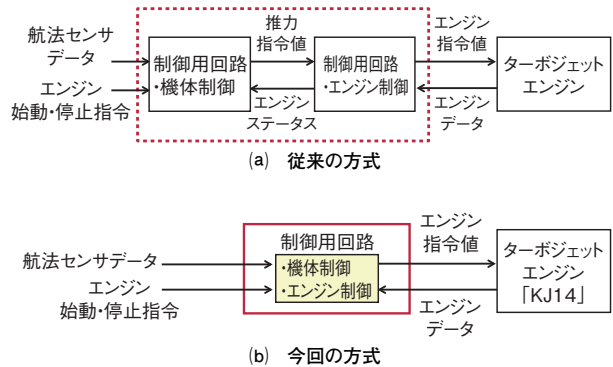 航法センサ
データ
エンジン
始動・停止指令
制御用回路
・機体制御
推力
指令値
エンジン
ステータス
制御用回路
・エンジン制御
エンジン
指令値
エンジン
データ
ターボジェット
エンジン
(a) 従来の方式
航法センサデータ
エンジン
始動・停止指令
制御用回路
・機体制御
・エンジン制御
エンジン
指令値
エンジン
データ
ターボジェット
エンジン
「KJ14」
(b) 今回の方式